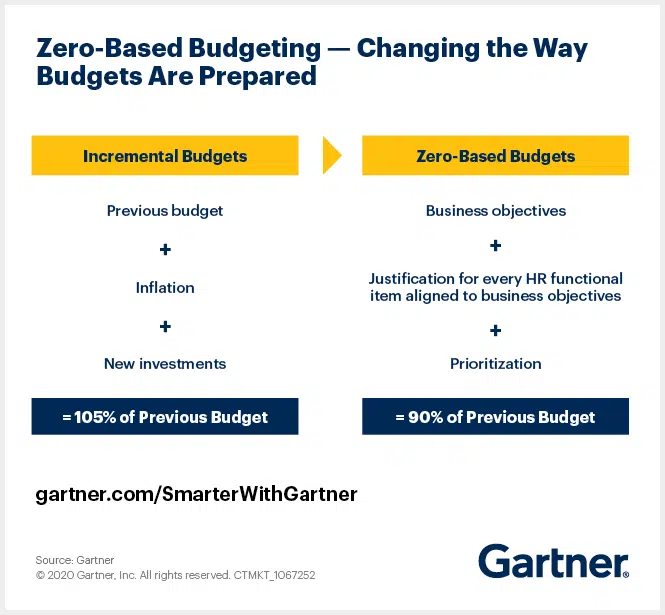 Zero-Based Budgeting — Changing the Way
Budgets Are Prepared
Incremental Budgets
Previous budget
+
Inflation
+
New investments
= 105% of Previous Budget
Zero-Based Budgets
Business objectives
+
Justification for every HR functional
item aligned to business objectives
+
Prioritization
= 90% of Previous Budget
gartner.com/SmarterWithGartner
Source: Gartner
© 2020 Gartner, Inc. All rights reserved. CTMKT_1067252
Gartner®